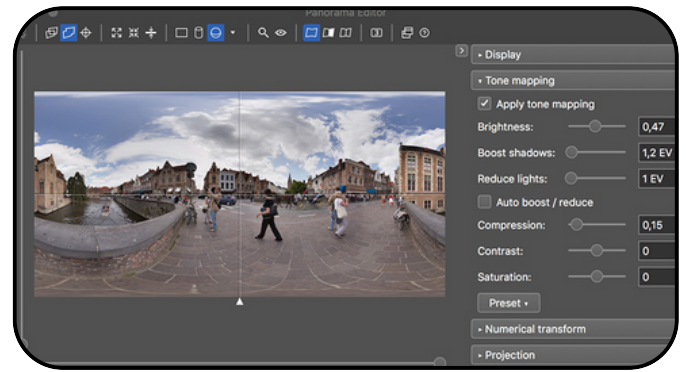 Panorama Editor
Display
Tone mapping
Apply tone mapping
Brightness: 0,47
Boost shadows: 1,2 EV
Reduce lights: 1 EV
Auto boost / reduce
Compression: 0,15
Contrast: 0
Saturation: 0
Preset
Numerical transform
Projection